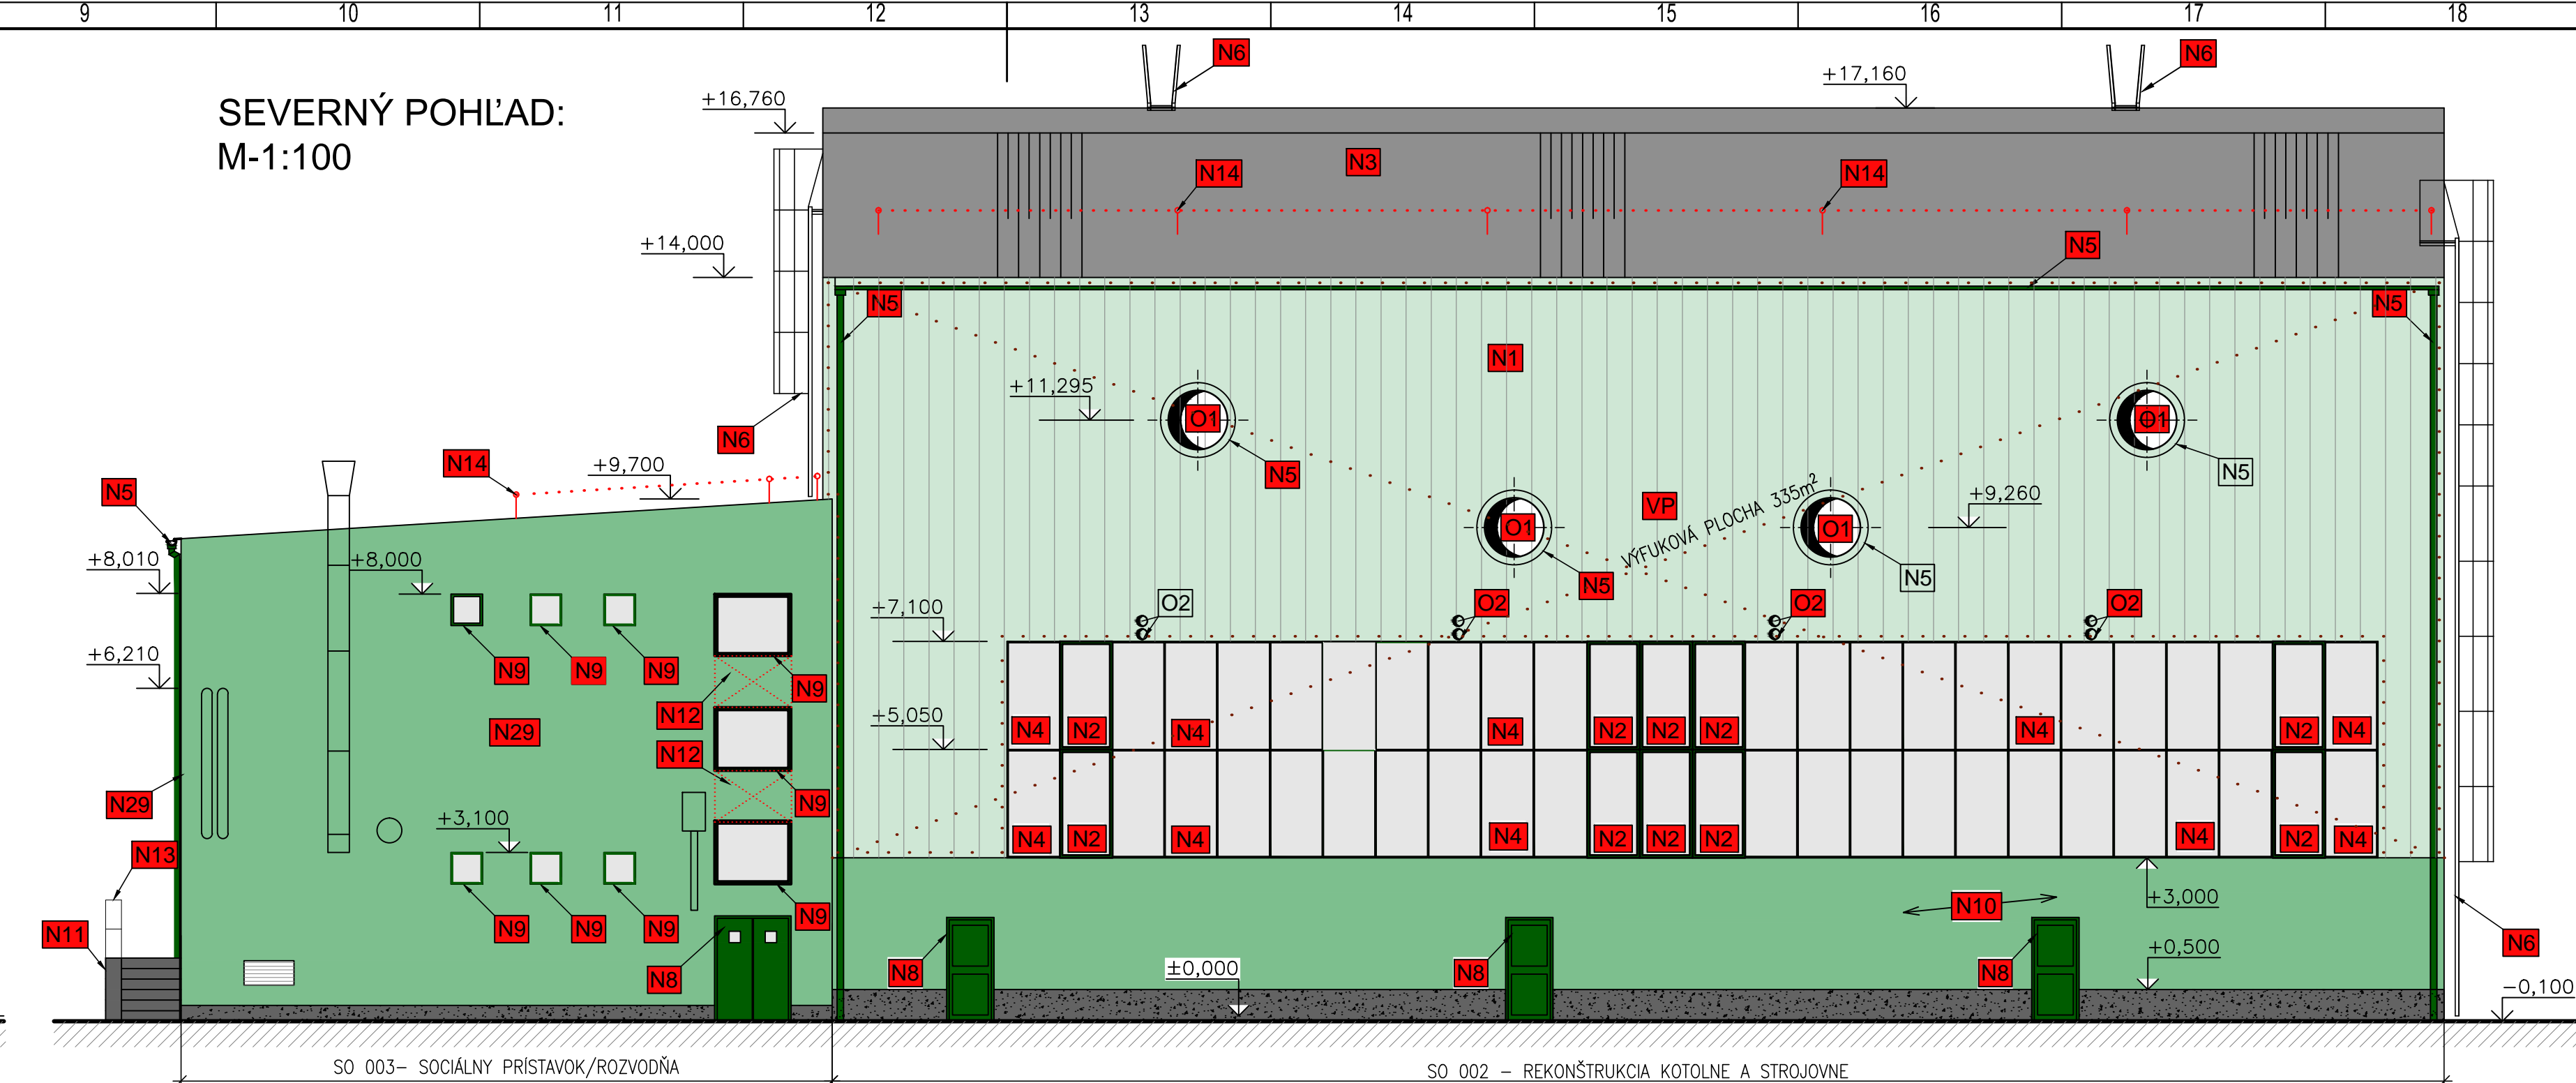 9 10 11 12 13 14 15 16 17 18
SEVERNÝ POHĽAD:
M-1:100
N6 N6
+16,760 +17,160
N3
N14 N14
+14,000 N5
N5 N5
N1
+11,295
O1 O1
N6
N14 +9,700 N5 N5
N5
VP +9,260
O1 O1
VÝFUKOVÁ PLOCHA 335m²
+8,010 +8,000
N5 N5
+7,100 O2 O2 O2 O2
+6,210
N9 N9 N9 N9
N12
N29 +5,050 N4 N2 N4 N4 N2 N2 N2 N4 N2 N4
N12
N29 N9
+3,100 N4 N2 N4 N4 N2 N2 N2 N4 N2 N4
N13
+3,000
N10
N11 N9 N9 N9 N9
N6
+0,500
N8 N8 ±0,000 N8 N8
-0,100
SO 003- SOCIÁLNY PRÍSTAVOK/ROZVODŇA
SO 002 - REKONŠTRUKCIA KOTOLNE A STROJOVNE